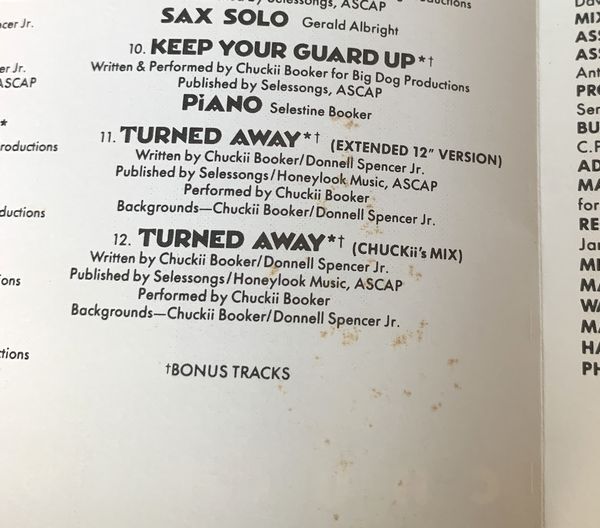 Selessongs, ASCAP
SAX SOLO Gerald Albright
10. KEEP YOUR GUARD UP*†
Written & Performed by Chuckii Booker for Big Dog Productions
Published by Selessongs, ASCAP
PiANO Selestine Booker
11. TURNED AWAY*† (EXTENDED 12" VERSION)
Written by Chuckii Booker/Donnell Spencer Jr.
Published by Selessongs/Honeylook Music, ASCAP
Performed by Chuckii Booker
Backgrounds—Chuckii Booker/Donnell Spencer Jr.
12. TURNED AWAY*† (CHUCKii's MIX)
Written by Chuckii Booker/Donnell Spencer Jr.
Published by Selessongs/Honeylook Music, ASCAP
Performed by Chuckii Booker
Backgrounds—Chuckii Booker/Donnell Spencer Jr.
†BONUS TRACKS